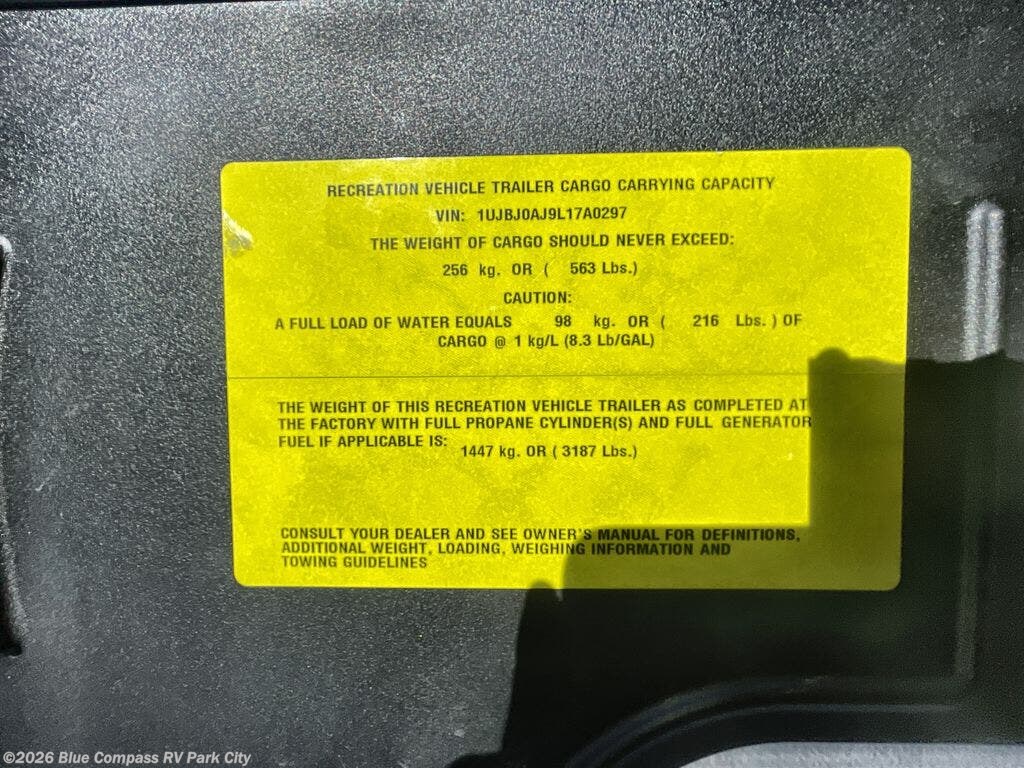 RECREATION VEHICLE TRAILER CARGO CARRYING CAPACITY
VIN: 1UJBJ0AJ9L17A0297
THE WEIGHT OF CARGO SHOULD NEVER EXCEED:
256 kg. OR ( 563 Lbs.)
CAUTION:
A FULL LOAD OF WATER EQUALS 98 kg. OR ( 216 Lbs. ) OF
CARGO @ 1 kg/L (8.3 Lb/GAL)
THE WEIGHT OF THIS RECREATION VEHICLE TRAILER AS COMPLETED AT
THE FACTORY WITH FULL PROPANE CYLINDER(S) AND FULL GENERATOR
FUEL IF APPLICABLE IS:
1447 kg. OR ( 3187 Lbs.)
CONSULT YOUR DEALER AND SEE OWNER'S MANUAL FOR DEFINITIONS,
ADDITIONAL WEIGHT, LOADING, WEIGHING INFORMATION AND
TOWING GUIDELINES
©2026 Blue Compass RV Park City